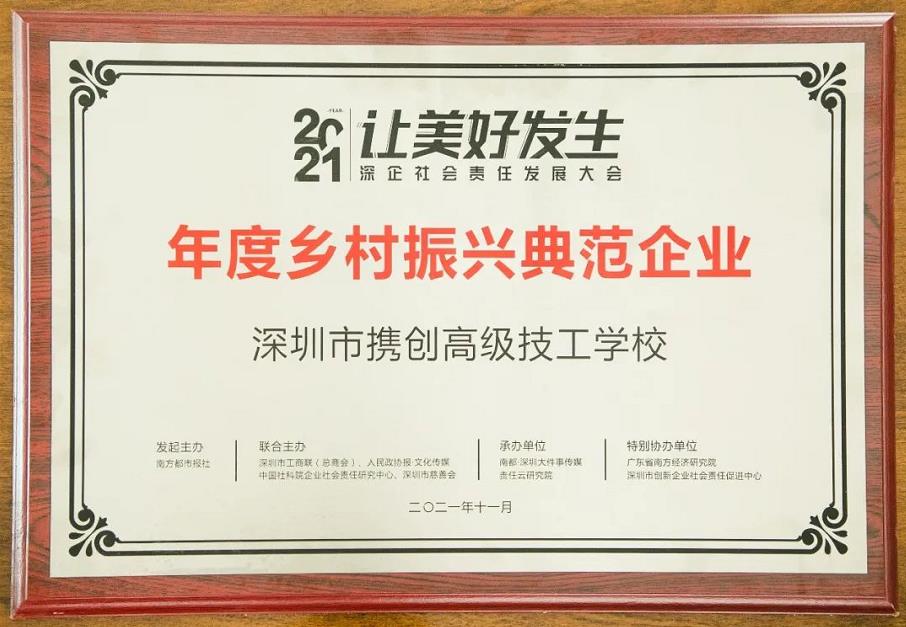 2021 让美好发生
深企社会责任发展大会
年度乡村振兴典范企业
深圳市携创高级技工学校
发起主办
南方都市报社
联合主办
深圳市工商联（总商会）、人民政协报·文化传媒
中国社科院企业社会责任研究中心、深圳市慈善会
承办单位
南都·深圳大件事传媒
责任云研究院
特别协办单位
广东省南方经济研究院
深圳市创新企业社会责任促进中心
二〇二一年十一月